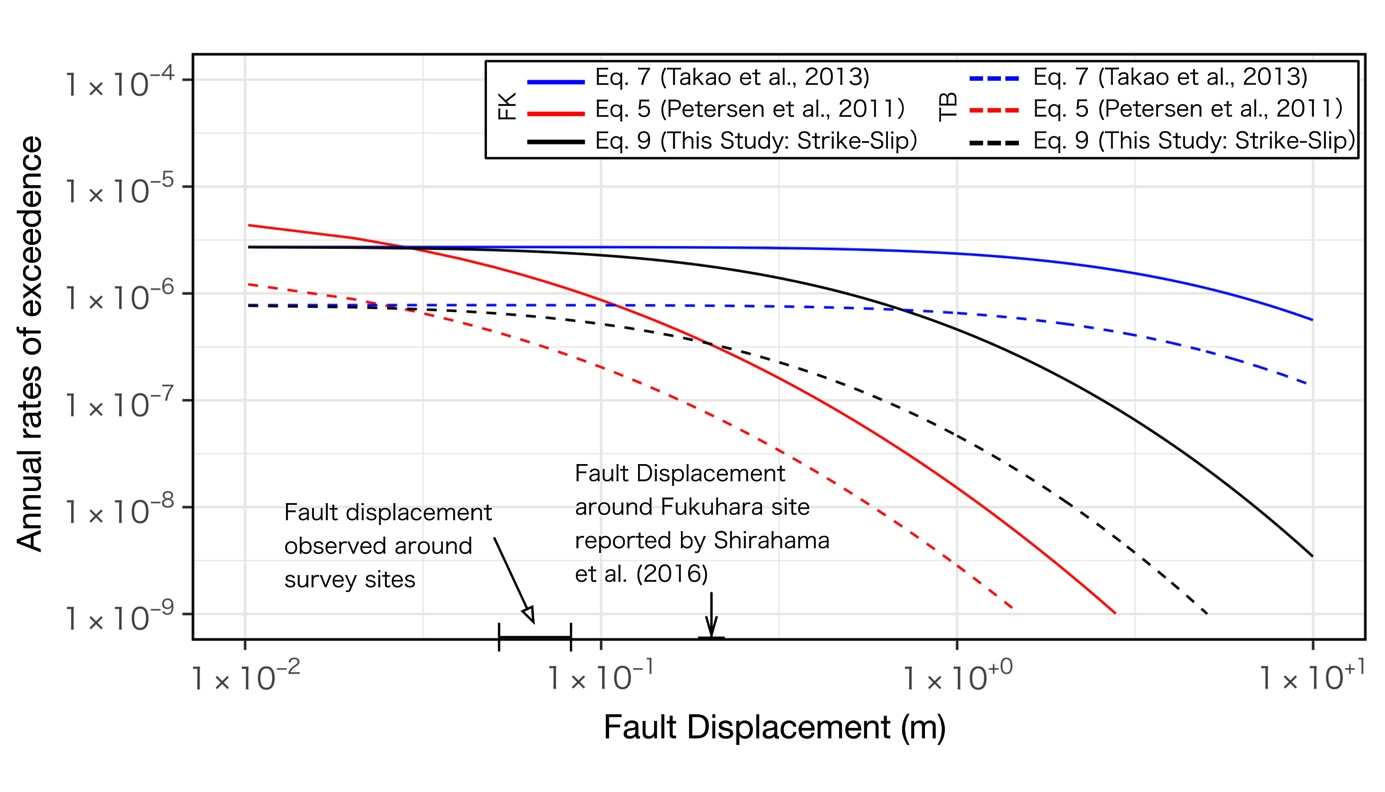 FK
Eq. 7 (Takao et al., 2013)
Eq. 5 (Petersen et al., 2011)
Eq. 9 (This Study: Strike-Slip)
TB
Eq. 7 (Takao et al., 2013)
Eq. 5 (Petersen et al., 2011)
Eq. 9 (This Study: Strike-Slip)
Annual rates of exceedence
1 × 10⁻⁴
1 × 10⁻⁵
1 × 10⁻⁶
1 × 10⁻⁷
1 × 10⁻⁸
1 × 10⁻⁹
Fault displacement
observed around
survey sites
Fault Displacement
around Fukuhara site
reported by Shirahama
et al. (2016)
1 × 10⁻²
1 × 10⁻¹
1 × 10⁺⁰
1 × 10⁺¹
Fault Displacement (m)